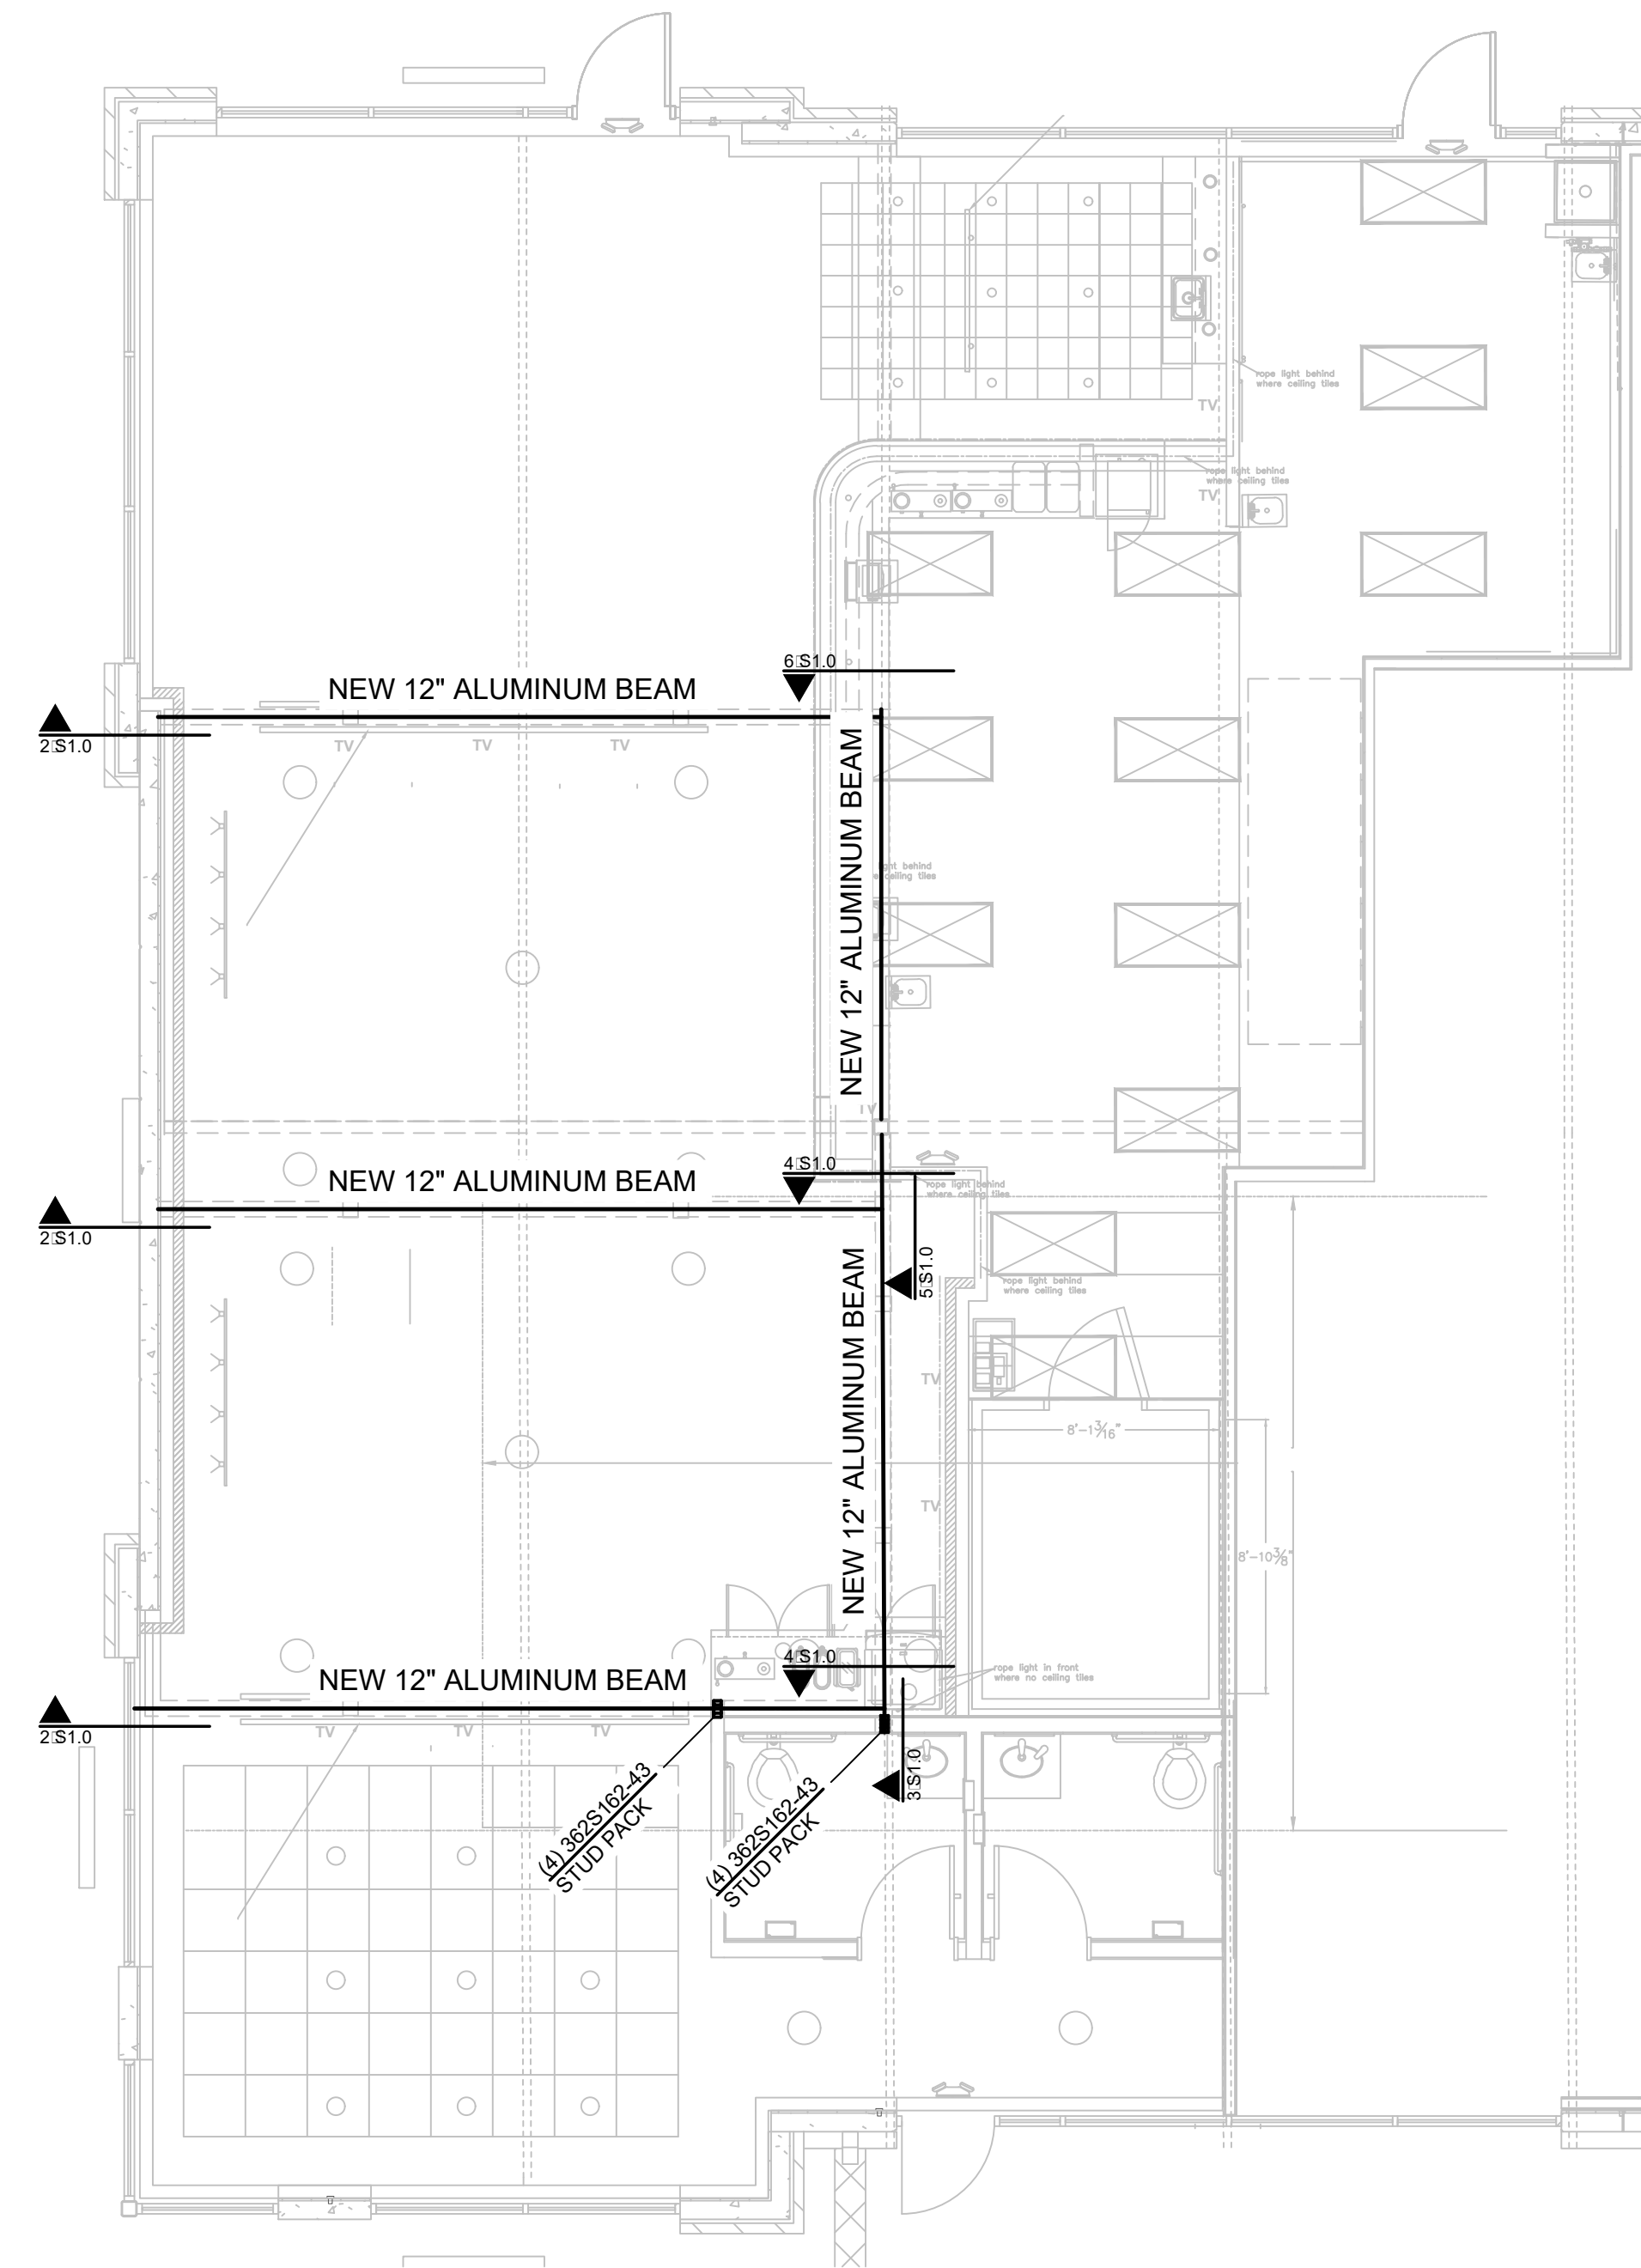 rope light behind
where ceiling tiles
TV
rope light behind
where ceiling tiles
TV
6▯S1.0
NEW 12" ALUMINUM BEAM
2▯S1.0
TV TV TV
NEW 12" ALUMINUM BEAM
light behind
ceiling tiles
TV
4▯S1.0
NEW 12" ALUMINUM BEAM
rope light behind
where ceiling tiles
2▯S1.0
5▯S1.0
rope light behind
where ceiling tiles
NEW 12" ALUMINUM BEAM
TV
8'-1 3/16"
TV
8'-10 3/8"
4▯S1.0
NEW 12" ALUMINUM BEAM
rope light in front
where no ceiling tiles
2▯S1.0
TV TV TV
3▯S1.0
(4) 362S162-43
STUD PACK
(4) 362S162-43
STUD PACK